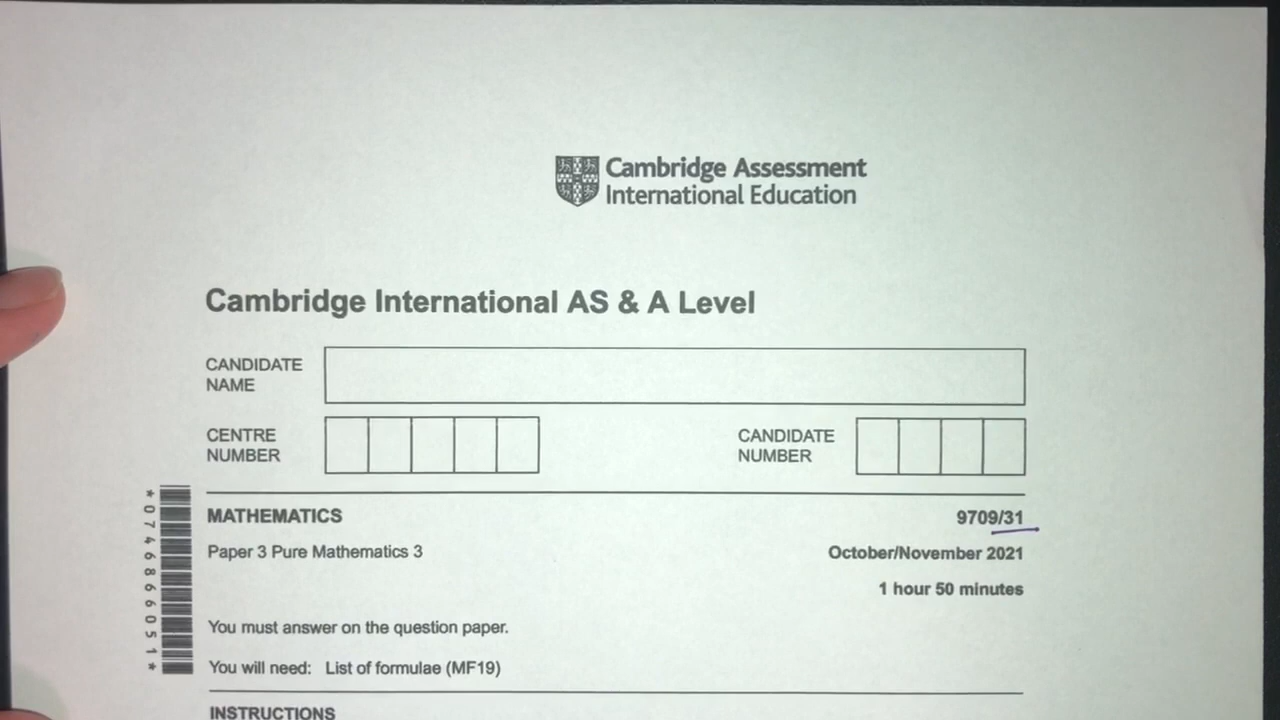 Cambridge Assessment
International Education
Cambridge International AS & A Level
CANDIDATE
NAME
CENTRE
NUMBER
CANDIDATE
NUMBER
*0746866051*
MATHEMATICS
9709/31
Paper 3 Pure Mathematics 3
October/November 2021
1 hour 50 minutes
You must answer on the question paper.
You will need: List of formulae (MF19)
INSTRUCTIONS